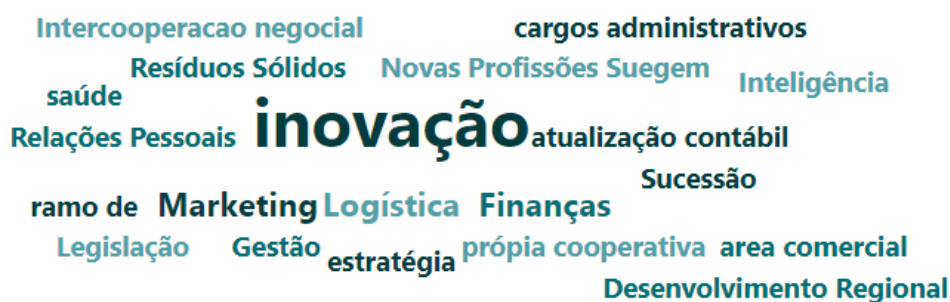 Intercooperacao negocial cargos administrativos
Resíduos Sólidos Novas Profissões Suegem Inteligência
saúde
Relações Pessoais inovação atualização contábil
Sucessão
ramo de Marketing Logística Finanças
Legislação Gestão estratégia própia cooperativa area comercial
Desenvolvimento Regional